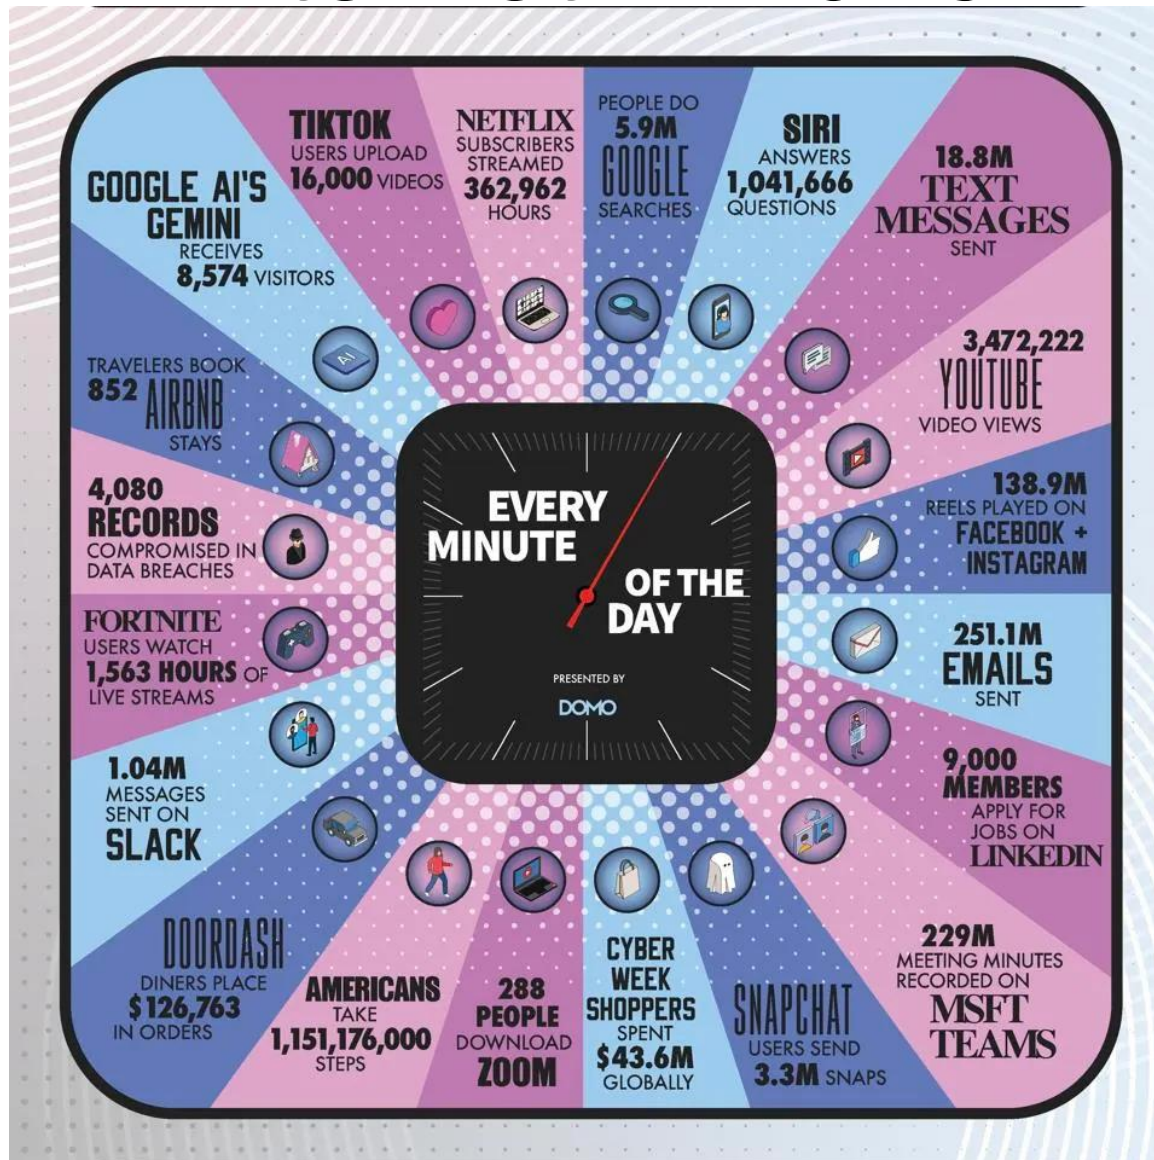 PEOPLE DO
5.9M
GOOGLE
SEARCHES
SIRI
ANSWERS
1,041,666
QUESTIONS
18.8M
TEXT
MESSAGES
SENT
3,472,222
YOUTUBE
VIDEO VIEWS
138.9M
REELS PLAYED ON
FACEBOOK +
INSTAGRAM
251.1M
EMAILS
SENT
9,000
MEMBERS
APPLY FOR
JOBS ON
LINKEDIN
229M
MEETING MINUTES
RECORDED ON
MSFT
TEAMS
SNAPCHAT
USERS SEND
3.3M SNAPS
CYBER
WEEK
SHOPPERS
SPENT
$43.6M
GLOBALLY
288
PEOPLE
DOWNLOAD
ZOOM
AMERICANS
TAKE
1,151,176,000
STEPS
DOORDASH
DINERS PLACE
$126,763
IN ORDERS
1.04M
MESSAGES
SENT ON
SLACK
FORTNITE
USERS WATCH
1,563 HOURS OF
LIVE STREAMS
4,080
RECORDS
COMPROMISED IN
DATA BREACHES
TRAVELERS BOOK
852 AIRBNB
STAYS
GOOGLE AI'S
GEMINI
RECEIVES
8,574 VISITORS
TIKTOK
USERS UPLOAD
16,000 VIDEOS
NETFLIX
SUBSCRIBERS
STREAMED
362,962
HOURS
AI
EVERY
MINUTE
OF THE
DAY
PRESENTED BY
DOMO